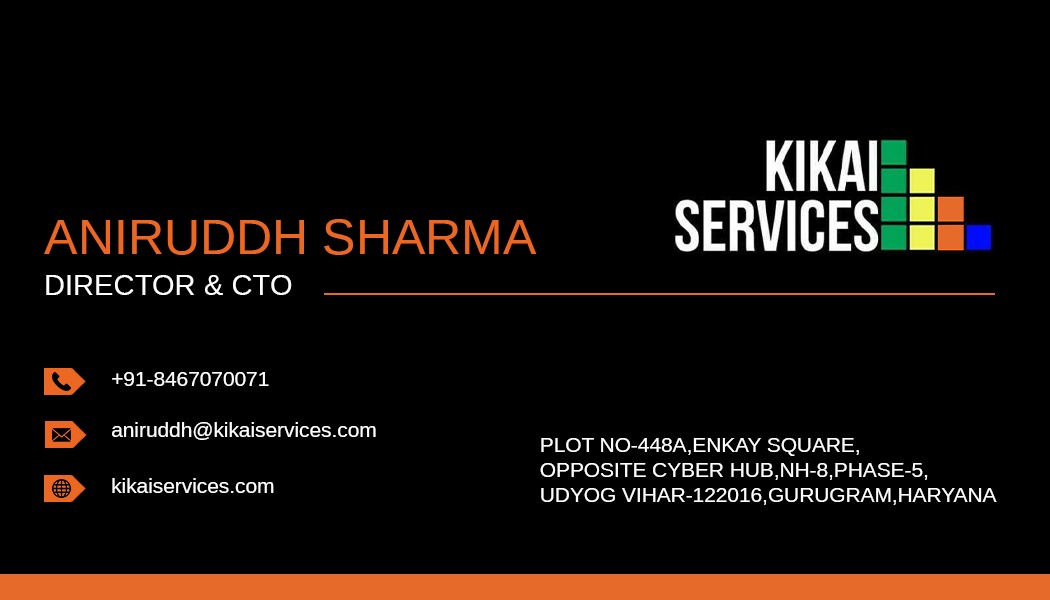 KIKAI
SERVICES
ANIRUDDH SHARMA
DIRECTOR & CTO
+91-8467070071
aniruddh@kikaiservices.com
kikaiservices.com
PLOT NO-448A,ENKAY SQUARE,
OPPOSITE CYBER HUB,NH-8,PHASE-5,
UDYOG VIHAR-122016,GURUGRAM,HARYANA